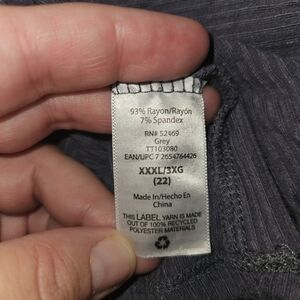 93% Rayon/Rayón
7% Spandex
RN# 52469
Grey
TT103080
EAN/UPC 7 2654764426
XXXL/3XG
(22)
Made In/Hecho En
China
THIS LABEL YARN IS MADE
OUT OF 100% RECYCLED
POLYESTER MATERIALS